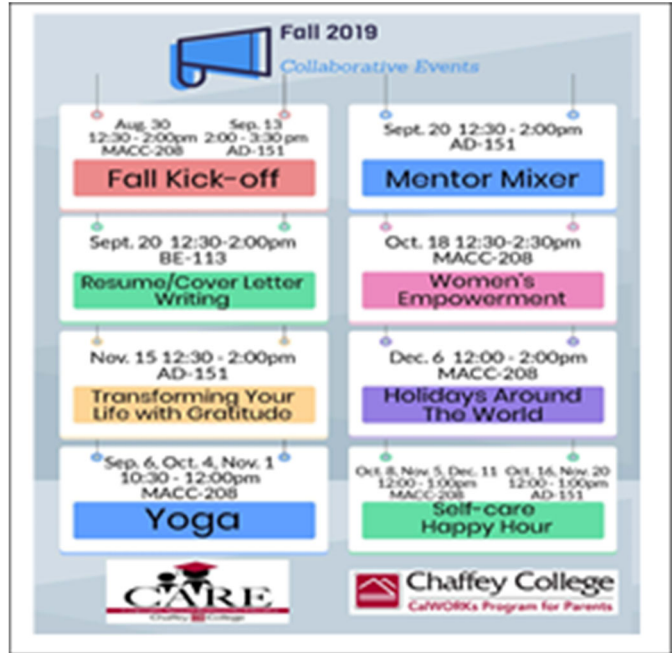 Fall 2019
Collaborative Events
Aug. 30
12:30 - 2:00pm
MACC-208
Sep. 13
2:00 - 3:30 pm
AD-151
Fall Kick-off
Sept. 20 12:30 - 2:00pm
AD-151
Mentor Mixer
Sept. 20 12:30-2:00pm
BE-113
Resume/Cover Letter
Writing
Oct. 18 12:30-2:30pm
MACC-208
Women's
Empowerment
Nov. 15 12:30 - 2:00pm
AD-151
Transforming Your
Life with Gratitude
Dec. 6 12:00 - 2:00pm
MACC-208
Holidays Around
The World
Sep. 6, Oct. 4, Nov. 1
10:30 - 12:00pm
MACC-208
Yoga
Oct. 8, Nov. 5, Dec. 11
12:00 - 1:00pm
MACC-208
Oct. 16, Nov. 20
12:00 - 1:00pm
AD-151
Self-care
Happy Hour
CARE
Chaffey College
Chaffey College
CalWORKs Program for Parents